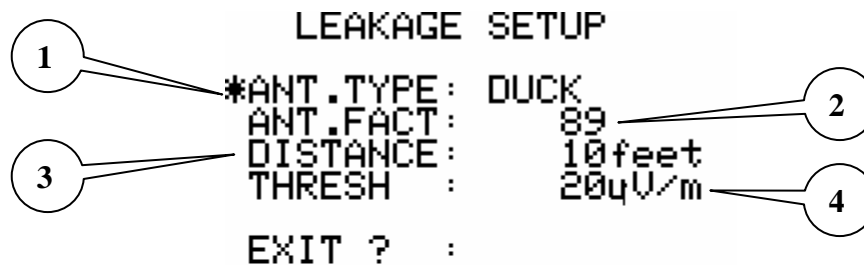 LEAKAGE SETUP
1
*ANT.TYPE: DUCK
ANT.FACT: 89
2
DISTANCE: 10feet
3
THRESH : 20μV/m
4
EXIT ? :